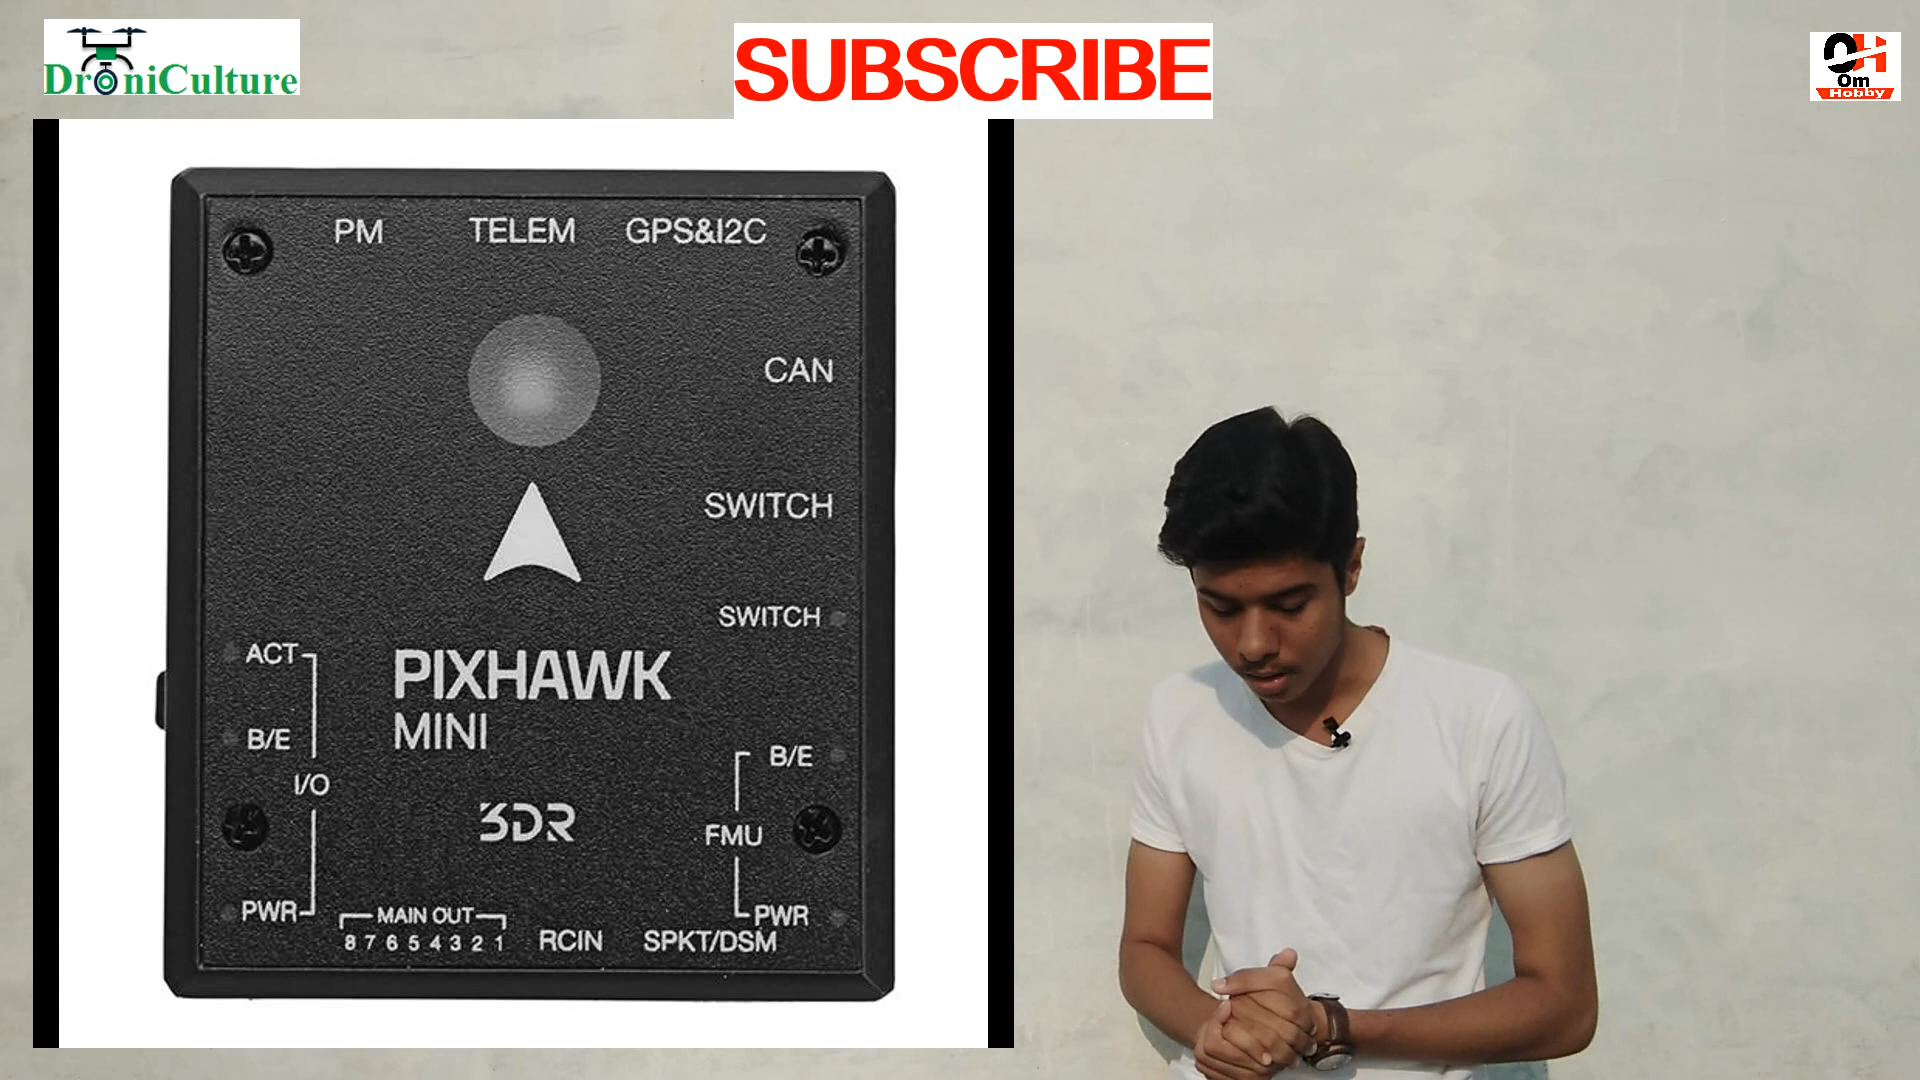 DroniCulture
SUBSCRIBE
OH
Om
Hobby
PM TELEM GPS&I2C
CAN
SWITCH
SWITCH
ACT
B/E
I/O
PWR
PIXHAWK
MINI
3DR
B/E
FMU
PWR
MAIN OUT
8 7 6 5 4 3 2 1 RCIN SPKT/DSM